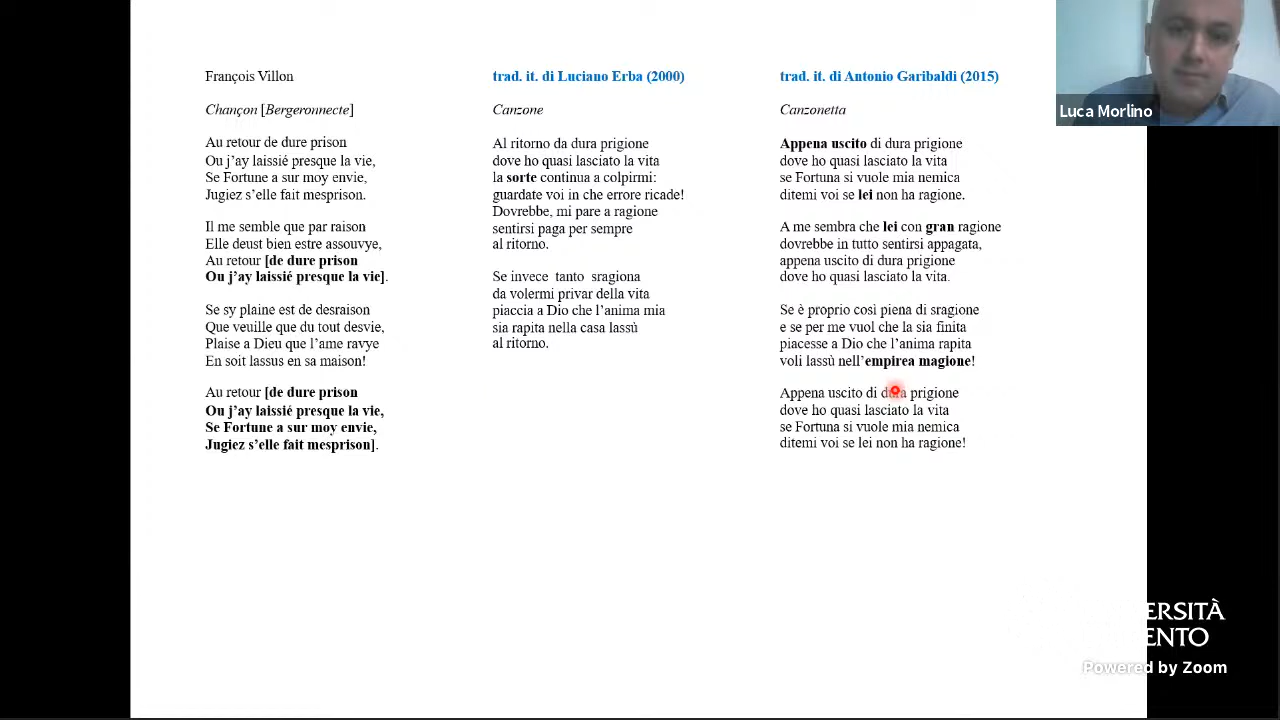 François Villon
Chançon [Bergeronnecte]
Au retour de dure prison
Ou j’ay laissié presque la vie,
Se Fortune a sur moy envie,
Jugiez s’elle fait mesprison.
Il me semble que par raison
Elle deust bien estre assouvye,
Au retour [de dure prison
Ou j’ay laissié presque la vie].
Se sy plaine est de desraison
Que veuille que du tout desvie,
Plaise a Dieu que l’ame ravye
En soit lassus en sa maison!
Au retour [de dure prison
Ou j’ay laissié presque la vie,
Se Fortune a sur moy envie,
Jugiez s’elle fait mesprison].
trad. it. di Luciano Erba (2000)
Canzone
Al ritorno da dura prigione
dove ho quasi lasciato la vita
la sorte continua a colpirmi:
guardate voi in che errore ricade!
Dovrebbe, mi pare a ragione
sentirsi paga per sempre
al ritorno.
Se invece tanto sragiona
da volermi privar della vita
piaccia a Dio che l’anima mia
sia rapita nella casa lassù
al ritorno.
trad. it. di Antonio Garibaldi (2015)
Canzonetta
Appena uscito di dura prigione
dove ho quasi lasciato la vita
se Fortuna si vuole mia nemica
ditemi voi se lei non ha ragione.
A me sembra che lei con gran ragione
dovrebbe in tutto sentirsi appagata,
appena uscito di dura prigione
dove ho quasi lasciato la vita.
Se è proprio così piena di sragione
e se per me vuol che la sia finita
piacesse a Dio che l’anima rapita
voli lassù nell’empirea magione!
Appena uscito di dura prigione
dove ho quasi lasciato la vita
se Fortuna si vuole mia nemica
ditemi voi se lei non ha ragione!
Luca Morlino
ERSITÀ
ENTO
Powered by Zoom